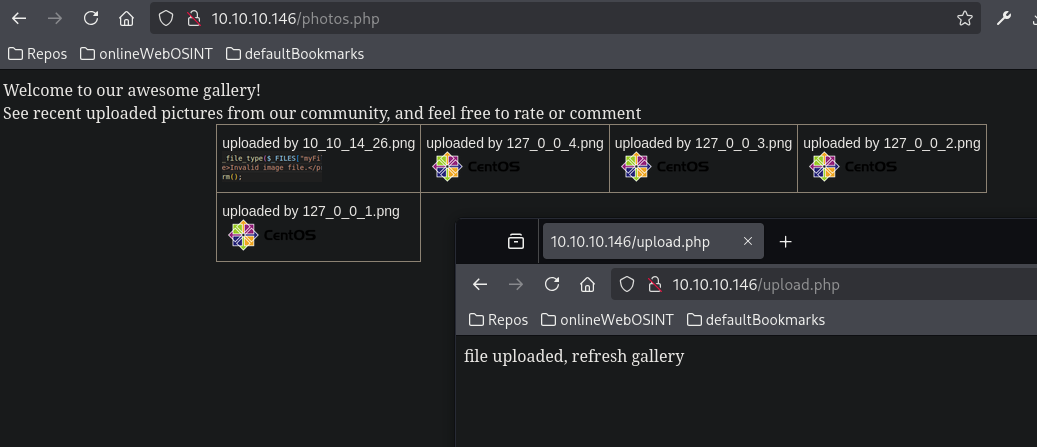 10.10.10.146/photos.php
Repos onlineWebOSINT defaultBookmarks
Welcome to our awesome gallery!
See recent uploaded pictures from our community, and feel free to rate or comment
uploaded by 10_10_14_26.png
_file_type($_FILES["myFi
e>Invalid image file.</p
rm();
uploaded by 127_0_0_4.png
CentOS
uploaded by 127_0_0_3.png
CentOS
uploaded by 127_0_0_2.png
CentOS
uploaded by 127_0_0_1.png
CentOS
10.10.10.146/upload.php
10.10.10.146/upload.php
Repos onlineWebOSINT defaultBookmarks
file uploaded, refresh gallery